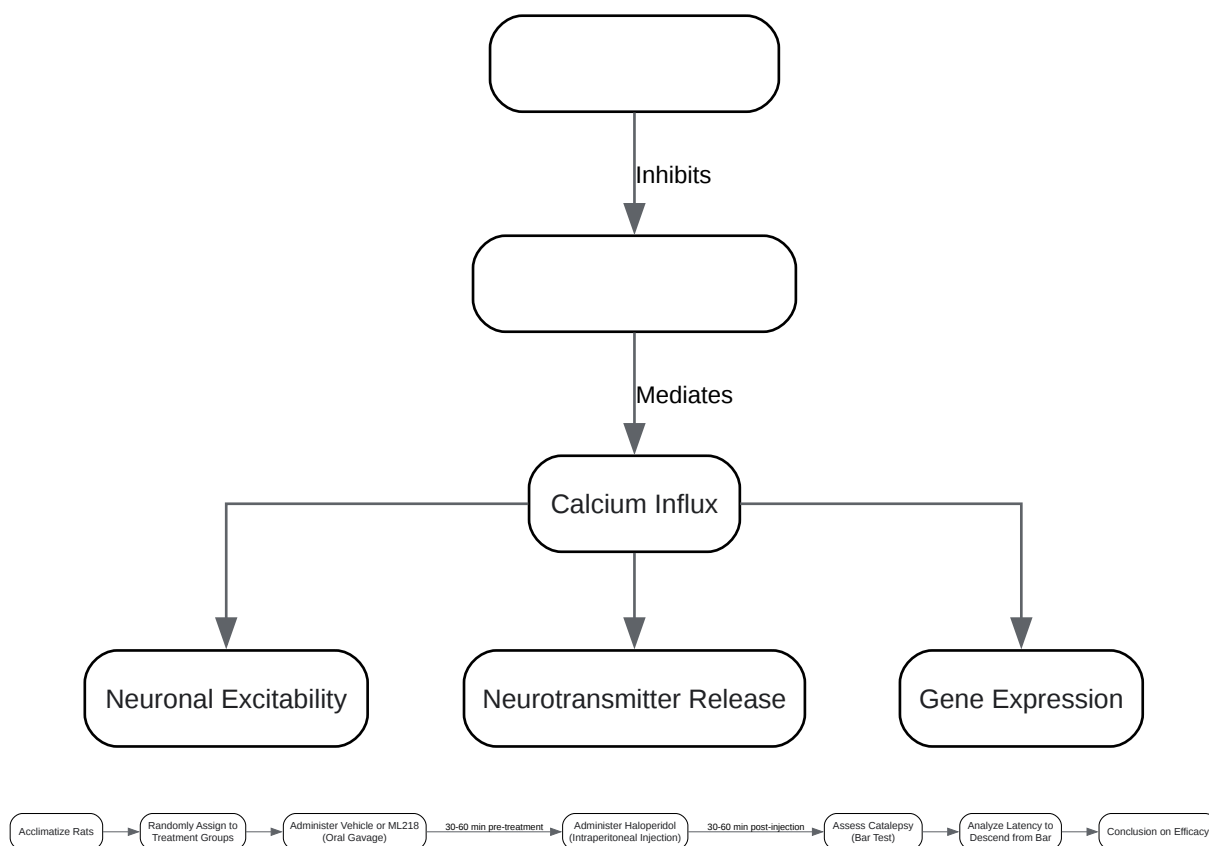 Inhibits
Mediates
Calcium Influx
Neuronal Excitability
Neurotransmitter Release
Gene Expression
Acclimatize Rats
Randomly Assign to
Treatment Groups
Administer Vehicle or ML218
(Oral Gavage)
30-60 min pre-treatment
Administer Haloperidol
(Intraperitoneal Injection)
30-60 min post-injection
Assess Catalepsy
(Bar Test)
Analyze Latency to
Descend from Bar
Conclusion on Efficacy